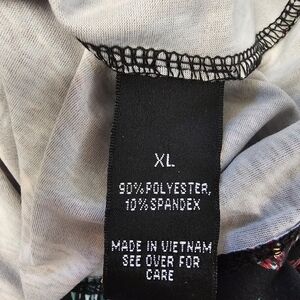 XL
90%POLYESTER,
10%SPANDEX
MADE IN VIETNAM
SEE OVER FOR
CARE